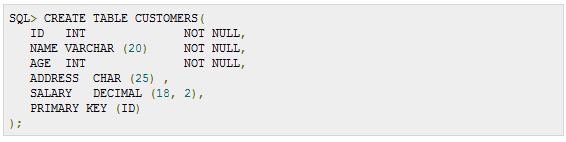 SQL> CREATE TABLE CUSTOMERS(
   ID   INT              NOT NULL,
   NAME VARCHAR (20)     NOT NULL,
   AGE  INT              NOT NULL,
   ADDRESS  CHAR (25) ,
   SALARY   DECIMAL (18, 2),
   PRIMARY KEY (ID)
);